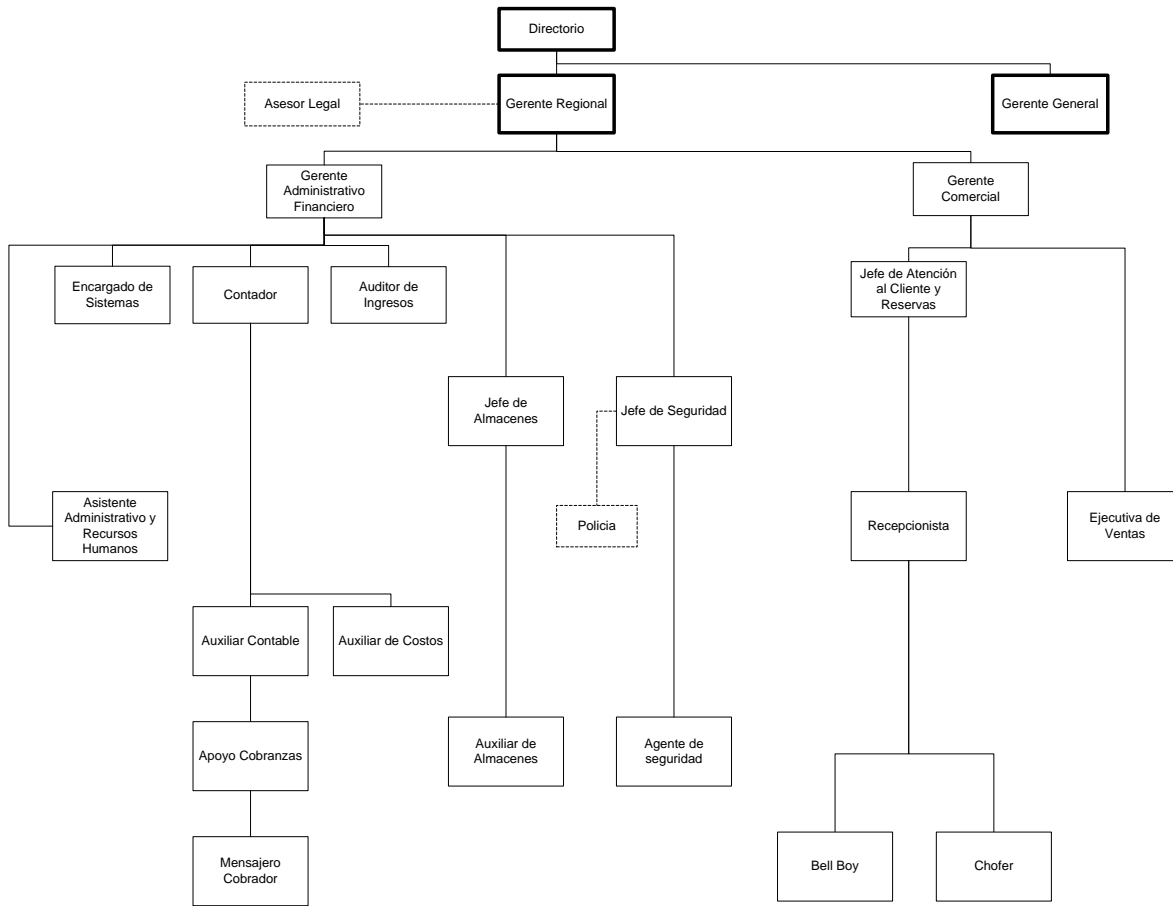 Directorio
Asesor Legal
Gerente Regional
Gerente General
Gerente
Administrativo
Financiero
Gerente
Comercial
Encargado de
Sistemas
Contador
Auditor de
Ingresos
Jefe de Atención
al Cliente y
Reservas
Jefe de
Almacenes
Jefe de Seguridad
Asistente
Administrativo y
Recursos
Humanos
Policia
Recepcionista
Ejecutiva de
Ventas
Auxiliar Contable
Auxiliar de Costos
Apoyo Cobranzas
Auxiliar de
Almacenes
Agente de
seguridad
Mensajero
Cobrador
Bell Boy
Chofer